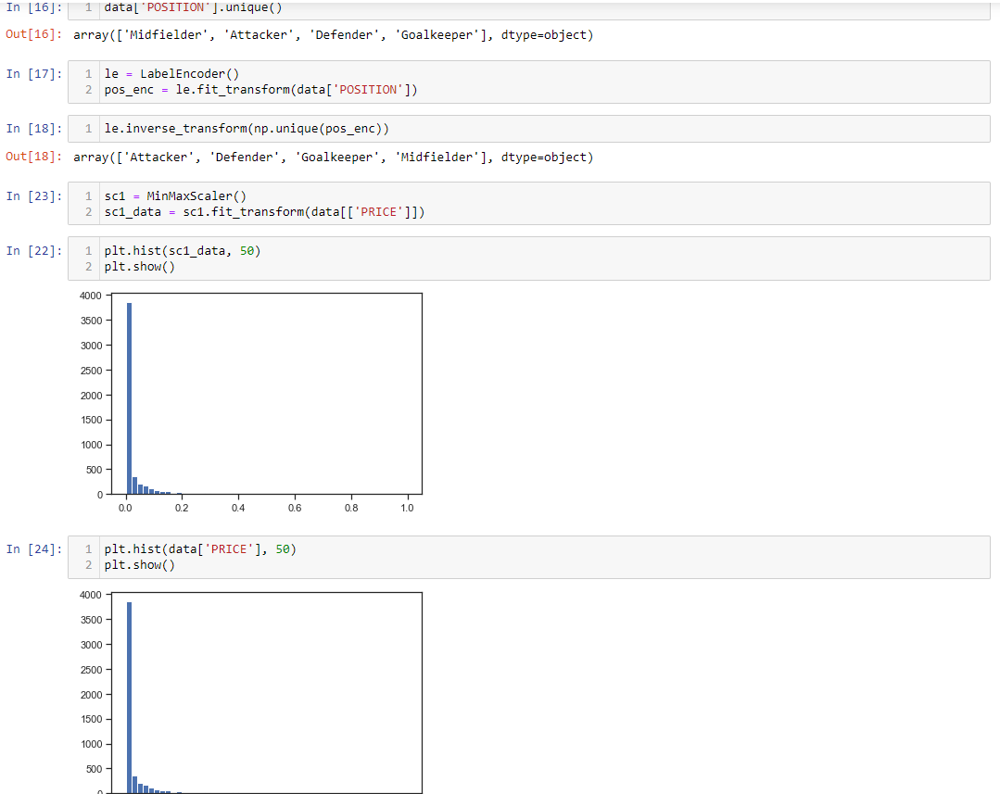 In [16]: 1 data['POSITION'].unique()
Out[16]: array(['Midfielder', 'Attacker', 'Defender', 'Goalkeeper'], dtype=object)
In [17]: 1 le = LabelEncoder()
2 pos_enc = le.fit_transform(data['POSITION'])
In [18]: 1 le.inverse_transform(np.unique(pos_enc))
Out[18]: array(['Attacker', 'Defender', 'Goalkeeper', 'Midfielder'], dtype=object)
In [23]: 1 sc1 = MinMaxScaler()
2 sc1_data = sc1.fit_transform(data[['PRICE']])
In [22]: 1 plt.hist(sc1_data, 50)
2 plt.show()
4000
3500
3000
2500
2000
1500
1000
500
0
0.0 0.2 0.4 0.6 0.8 1.0
In [24]: 1 plt.hist(data['PRICE'], 50)
2 plt.show()
4000
3500
3000
2500
2000
1500
1000
500
0